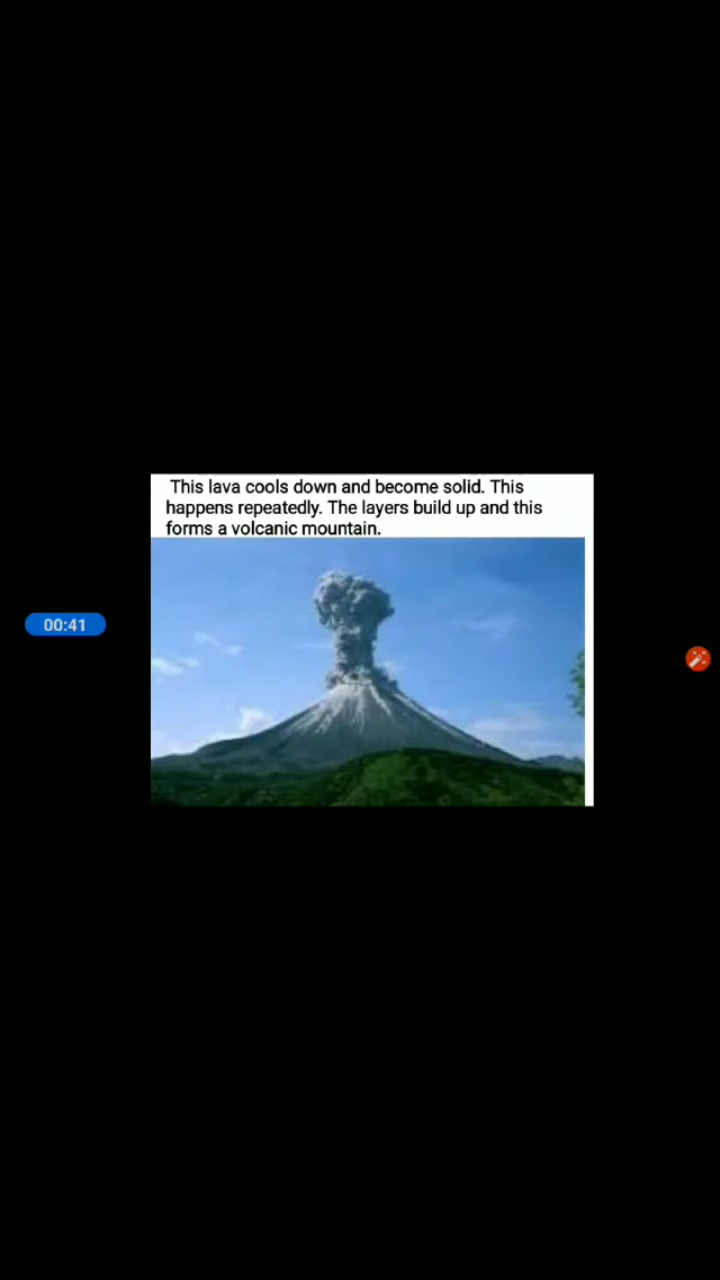 This lava cools down and become solid. This
happens repeatedly. The layers build up and this
forms a volcanic mountain.
00:41